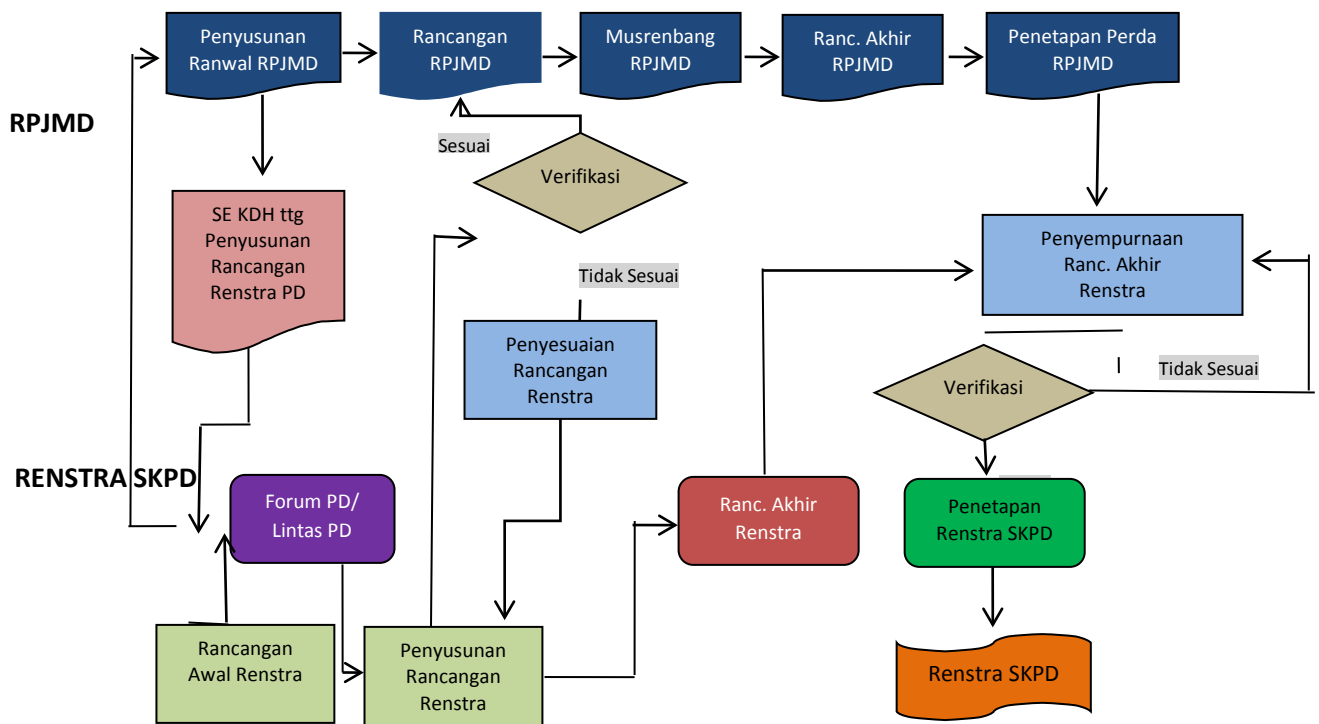 Penyusunan
Ranwal RPJMD
Rancangan
RPJMD
Musrenbang
RPJMD
Ranc. Akhir
RPJMD
Penetapan Perda
RPJMD
RPJMD
Sesuai
Verifikasi
SE KDH ttg
Penyusunan
Rancangan
Renstra PD
Penyempurnaan
Ranc. Akhir
Renstra
Tidak Sesuai
Penyesuaian
Rancangan
Renstra
Verifikasi
Tidak Sesuai
RENSTRA SKPD
Forum PD/
Lintas PD
Ranc. Akhir
Renstra
Penetapan
Renstra SKPD
Rancangan
Awal Renstra
Penyusunan
Rancangan
Renstra
Renstra SKPD